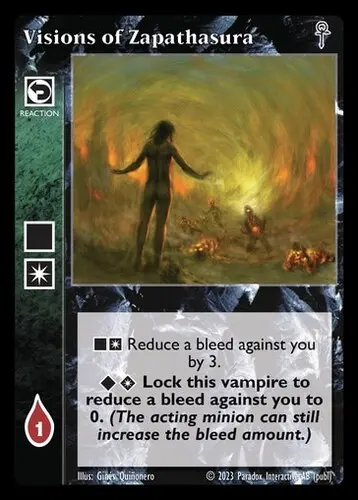 Visions of Zapathasura
REACTION
Reduce a bleed against you
by 3.
Lock this vampire to
reduce a bleed against you to
0. (The acting minion can still
increase the bleed amount.)
1
Illus: Ginés Quiñonero © 2023 Paradox Interactive AB (publ)